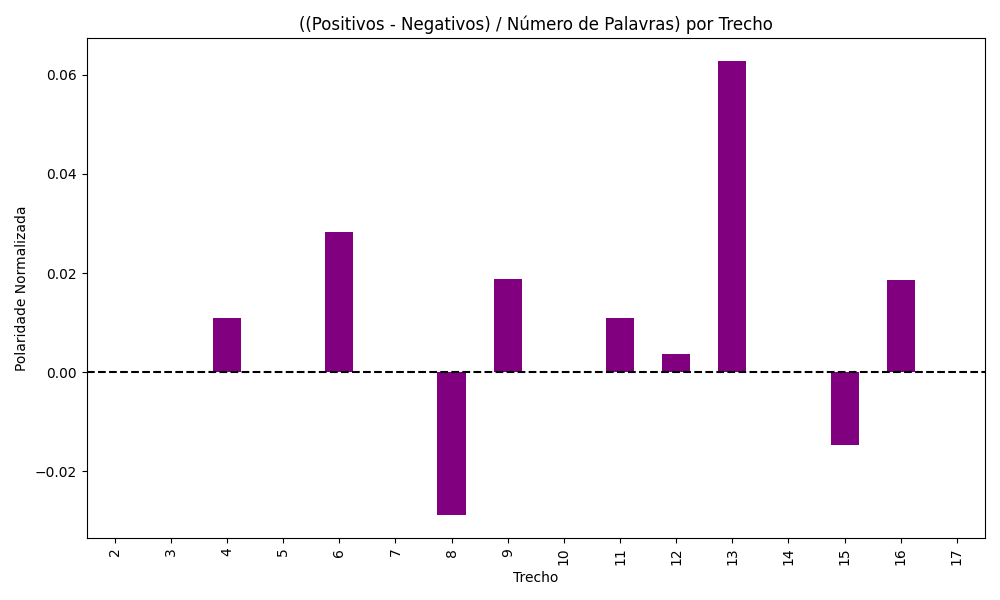 ((Positivos - Negativos) / Número de Palavras) por Trecho
Polaridade Normalizada
0.06
0.04
0.02
0.00
−0.02
2 3 4 5 6 7 8 9 10 11 12 13 14 15 16 17
Trecho